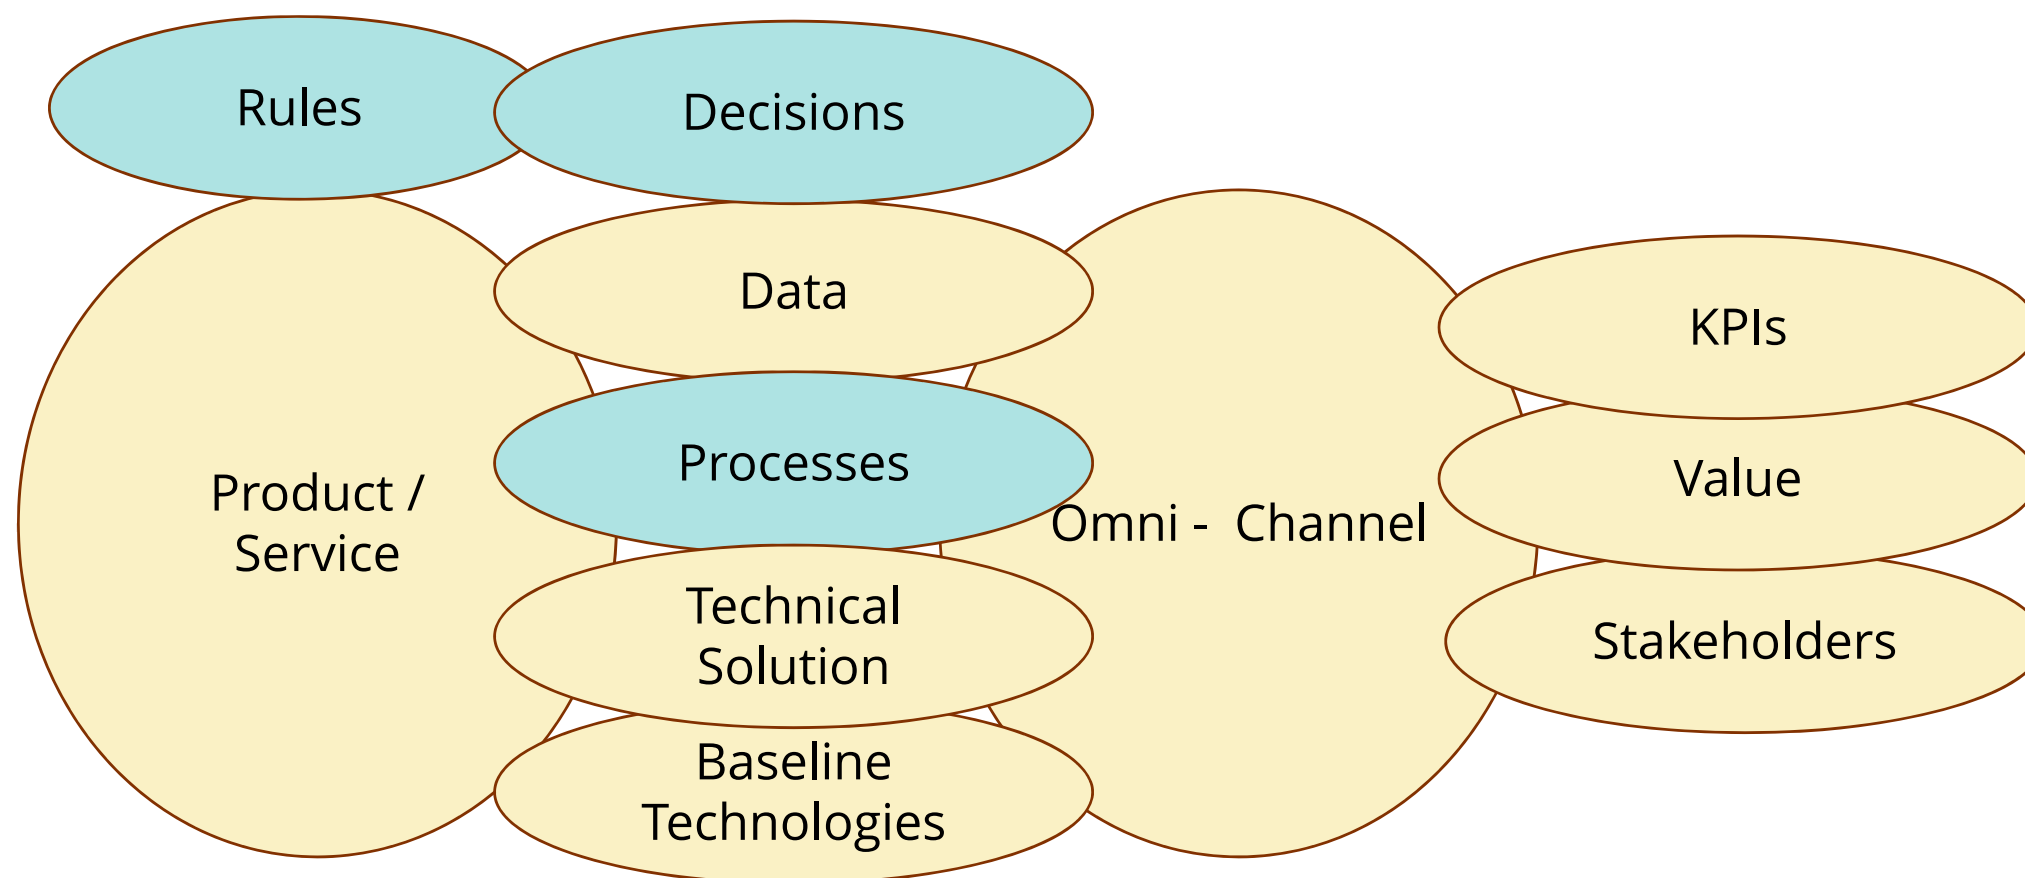 Rules
Decisions
Data
Processes
Technical
Solution
Baseline
Technologies
Product /
Service
Omni -  Channel
KPIs
Value
Stakeholders